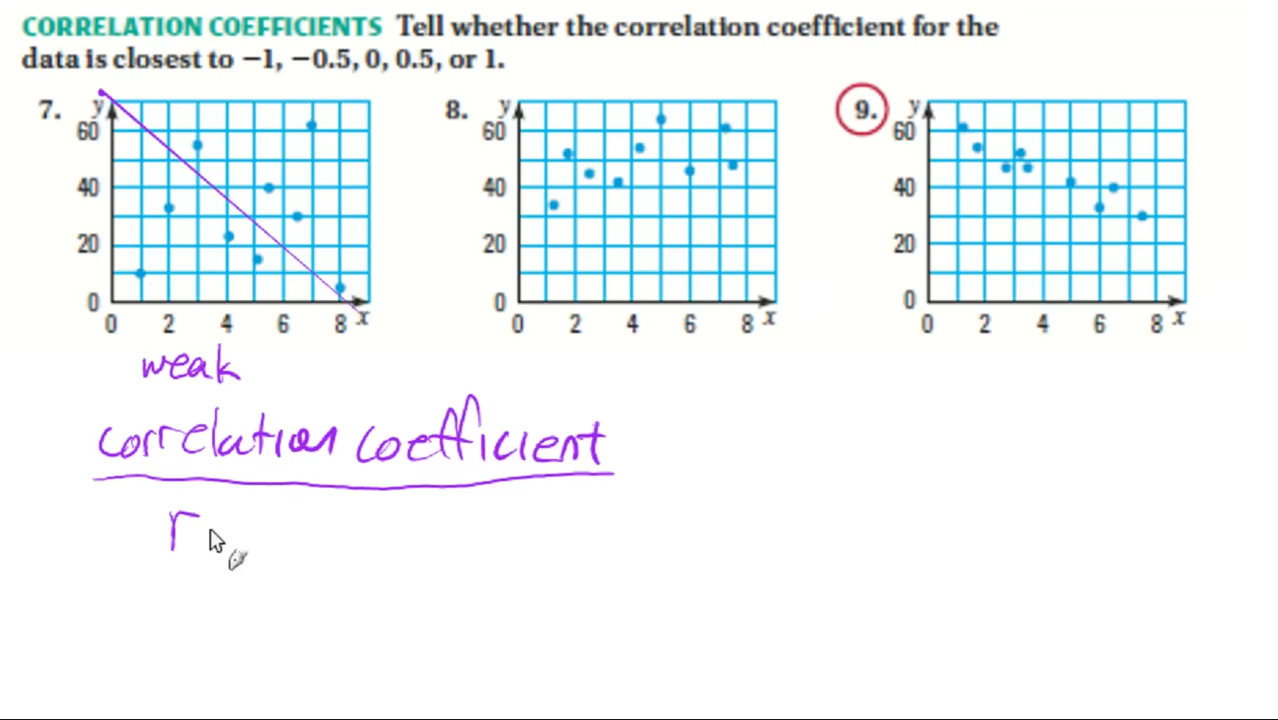 CORRELATION COEFFICIENTS Tell whether the correlation coefficient for the
data is closest to −1, −0.5, 0, 0.5, or 1.
7.
y
60
40
20
0
0 2 4 6 8 x
8.
y
60
40
20
0
0 2 4 6 8 x
9.
y
60
40
20
0
0 2 4 6 8 x
weak
correlation coefficient
r